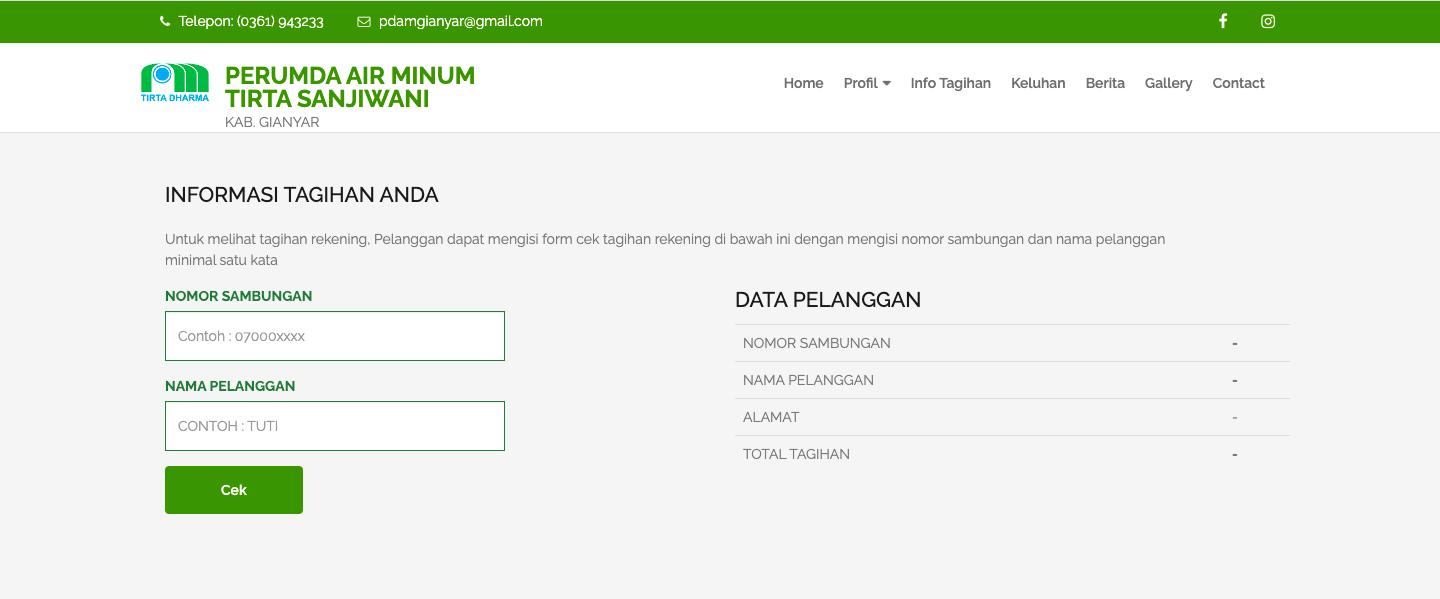 Telepon: (0361) 943233 pdamgianyar@gmail.com
TIRTA DHARMA
PERUMDA AIR MINUM
TIRTA SANJIWANI
KAB. GIANYAR
Home Profil Info Tagihan Keluhan Berita Gallery Contact
INFORMASI TAGIHAN ANDA
Untuk melihat tagihan rekening, Pelanggan dapat mengisi form cek tagihan rekening di bawah ini dengan mengisi nomor sambungan dan nama pelanggan
minimal satu kata
NOMOR SAMBUNGAN
Contoh : 07000xxxx
NAMA PELANGGAN
CONTOH : TUTI
Cek
DATA PELANGGAN
NOMOR SAMBUNGAN -
NAMA PELANGGAN -
ALAMAT -
TOTAL TAGIHAN -